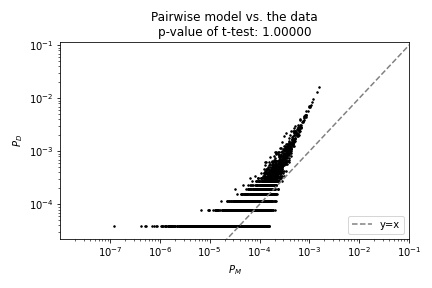 Pairwise model vs. the data
p-value of t-test: 1.00000
10⁻¹
10⁻²
10⁻³
10⁻⁴
P_D
y=x
10⁻⁷ 10⁻⁶ 10⁻⁵ 10⁻⁴ 10⁻³ 10⁻² 10⁻¹
P_M